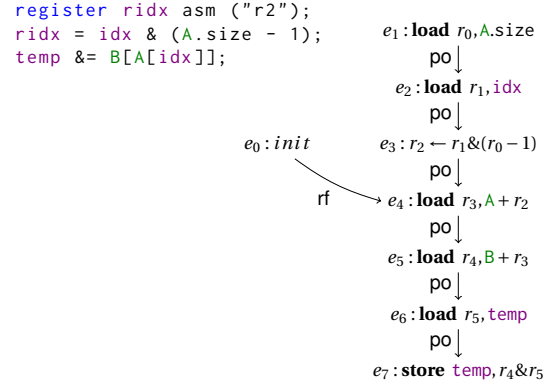 register ridx asm ("r2");
ridx = idx & (A.size - 1);
temp &= B[A[idx]];
e₁ : load r₀,A.size
po
e₂ : load r₁,idx
po
e₀ : init
e₃ : r₂ ← r₁&(r₀ − 1)
po
rf
e₄ : load r₃,A + r₂
po
e₅ : load r₄,B + r₃
po
e₆ : load r₅,temp
po
e₇ : store temp,r₄&r₅